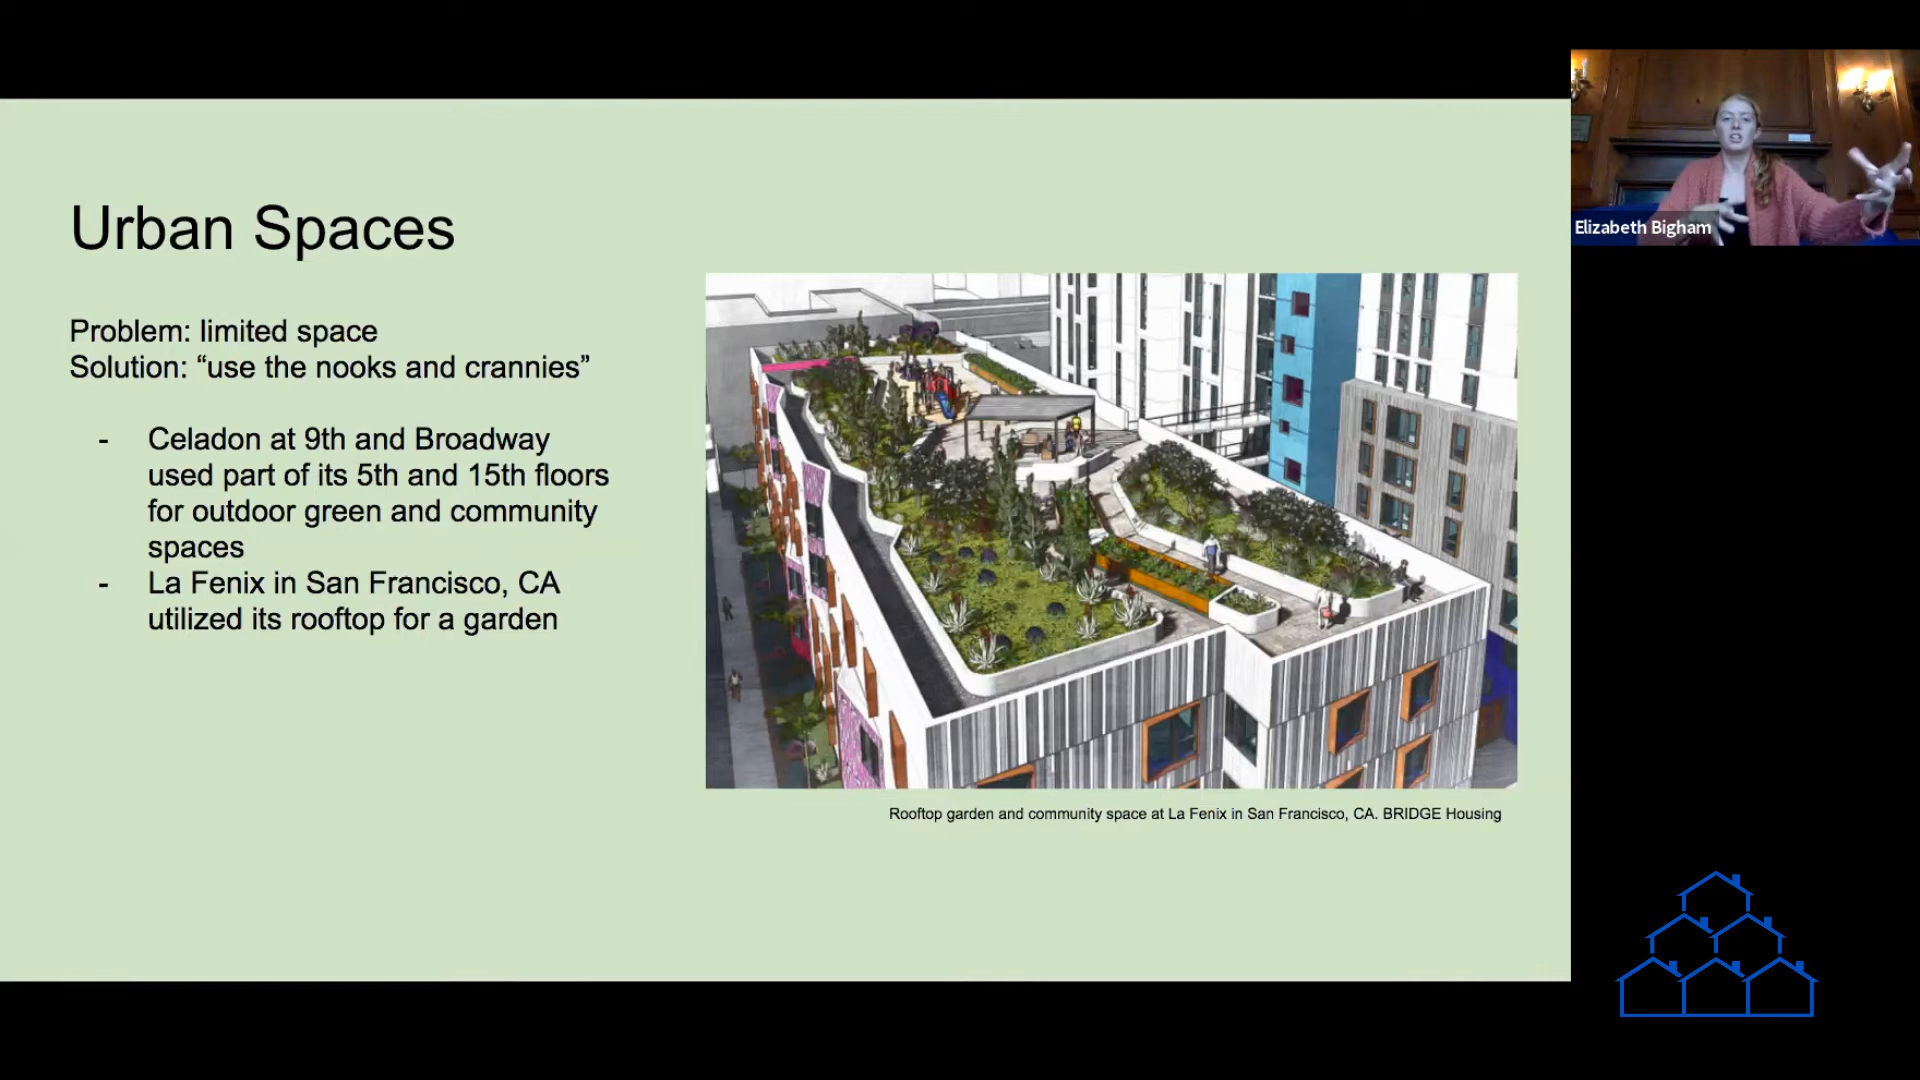 Urban Spaces
Problem: limited space
Solution: “use the nooks and crannies”
- Celadon at 9th and Broadway
used part of its 5th and 15th floors
for outdoor green and community
spaces
- La Fenix in San Francisco, CA
utilized its rooftop for a garden
Rooftop garden and community space at La Fenix in San Francisco, CA. BRIDGE Housing
Elizabeth Bigham